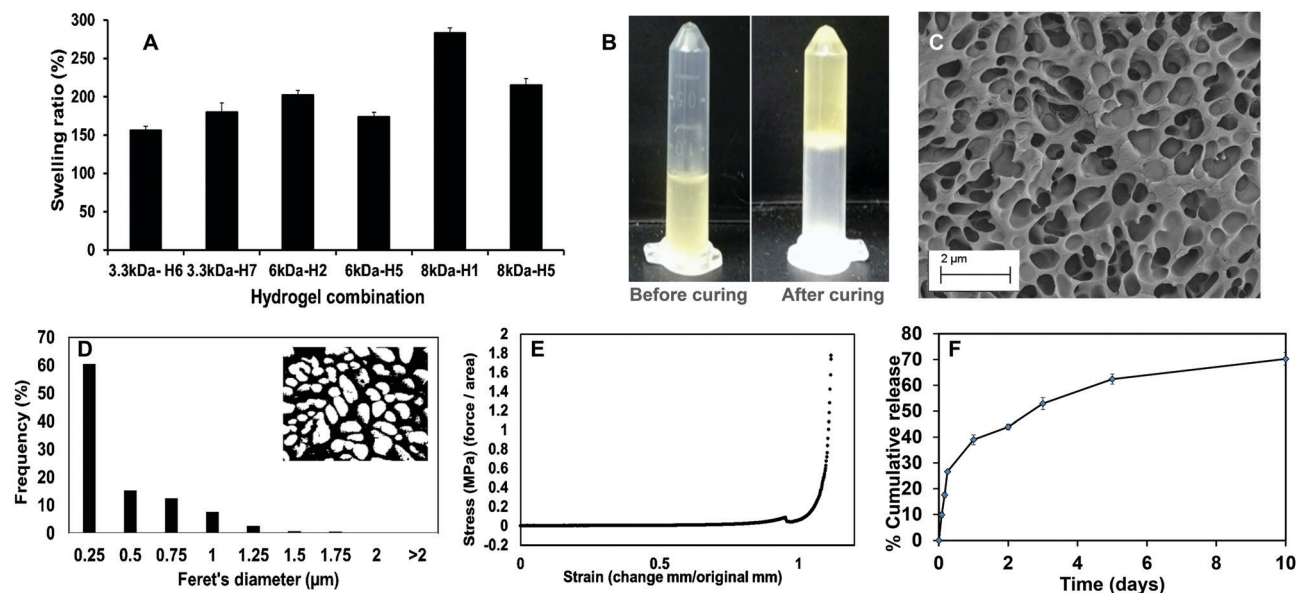 A
Swelling ratio (%)
300
250
200
150
100
50
0
3.3kDa- H6 3.3kDa-H7 6kDa-H2 6kDa-H5 8kDa-H1 8kDa-H5
Hydrogel combination
B
Before curing
After curing
C
2 µm
D
Frequency (%)
70
60
50
40
30
20
10
0
0.25 0.5 0.75 1 1.25 1.5 1.75 2 >2
Feret's diameter (µm)
E
Stress (MPa) (force / area)
2
1.8
1.6
1.4
1.2
1
0.8
0.6
0.4
0.2
0
-0.2
0 0.5 1
Strain (change mm/original mm)
F
% Cumulative release
80
70
60
50
40
30
20
10
0
0 2 4 6 8 10
Time (days)